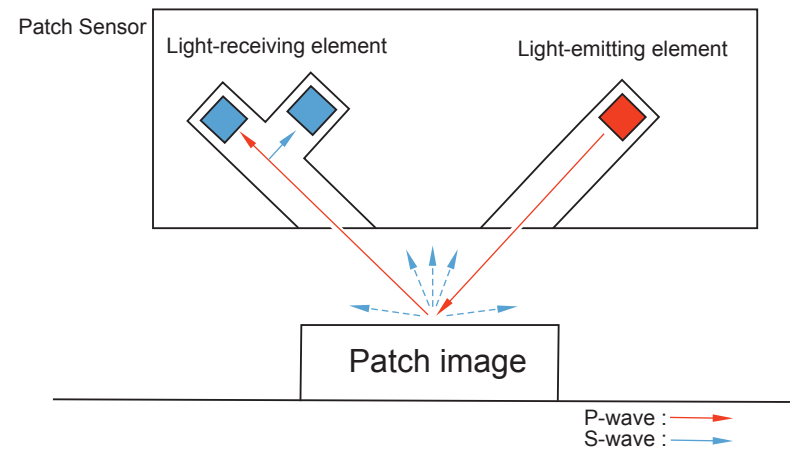 Patch Sensor
Light-receiving element
Light-emitting element
Patch image
P-wave :
S-wave :